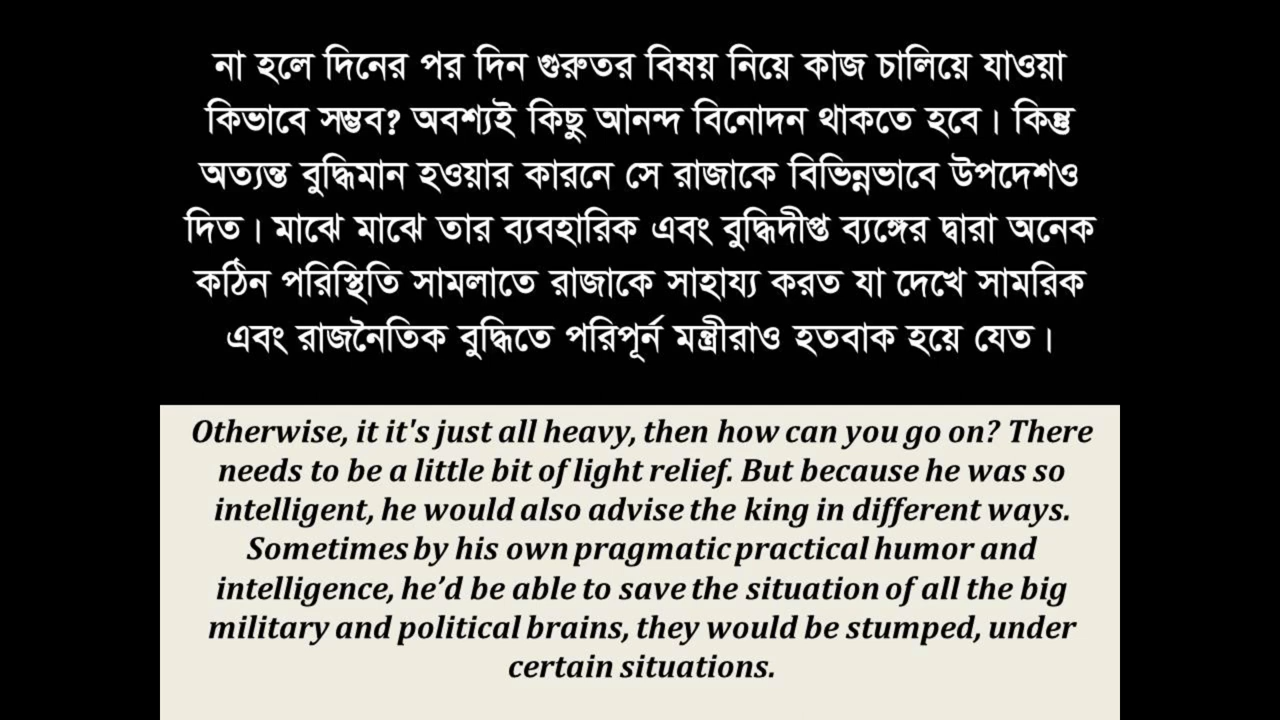 না হলে দিনের পর দিন গুরুতর বিষয় নিয়ে কাজ চালিয়ে যাওয়া
কিভাবে সম্ভব? অবশ্যই কিছু আনন্দ বিনোদন থাকতে হবে। কিন্তু
অত্যন্ত বুদ্ধিমান হওয়ার কারনে সে রাজাকে বিভিন্নভাবে উপদেশও
দিত। মাঝে মাঝে তার ব্যবহারিক এবং বুদ্ধিদীপ্ত ব্যঙ্গের দ্বারা অনেক
কঠিন পরিস্থিতি সামলাতে রাজাকে সাহায্য করত যা দেখে সামরিক
এবং রাজনৈতিক বুদ্ধিতে পরিপূর্ন মন্ত্রীরাও হতবাক হয়ে যেত।
Otherwise, it it's just all heavy, then how can you go on? There
needs to be a little bit of light relief. But because he was so
intelligent, he would also advise the king in different ways.
Sometimes by his own pragmatic practical humor and
intelligence, he’d be able to save the situation of all the big
military and political brains, they would be stumped, under
certain situations.